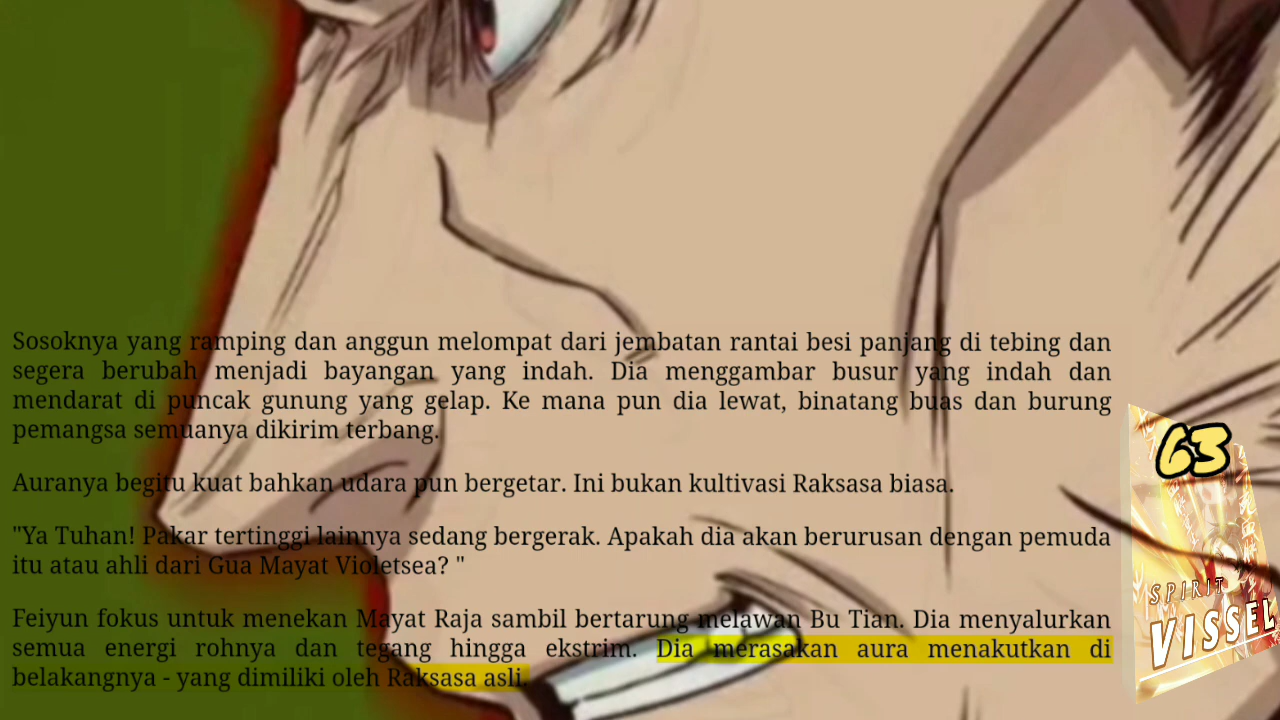 Sosoknya yang ramping dan anggun melompat dari jembatan rantai besi panjang di tebing dan
segera berubah menjadi bayangan yang indah. Dia menggambar busur yang indah dan
mendarat di puncak gunung yang gelap. Ke mana pun dia lewat, binatang buas dan burung
pemangsa semuanya dikirim terbang.
Auranya begitu kuat bahkan udara pun bergetar. Ini bukan kultivasi Raksasa biasa.
"Ya Tuhan! Pakar tertinggi lainnya sedang bergerak. Apakah dia akan berurusan dengan pemuda
itu atau ahli dari Gua Mayat Violetsea? "
Feiyun fokus untuk menekan Mayat Raja sambil bertarung melawan Bu Tian. Dia menyalurkan
semua energi rohnya dan tegang hingga ekstrim. Dia merasakan aura menakutkan di
belakangnya - yang dimiliki oleh Raksasa asli.
63
SPIRIT
VISSEL